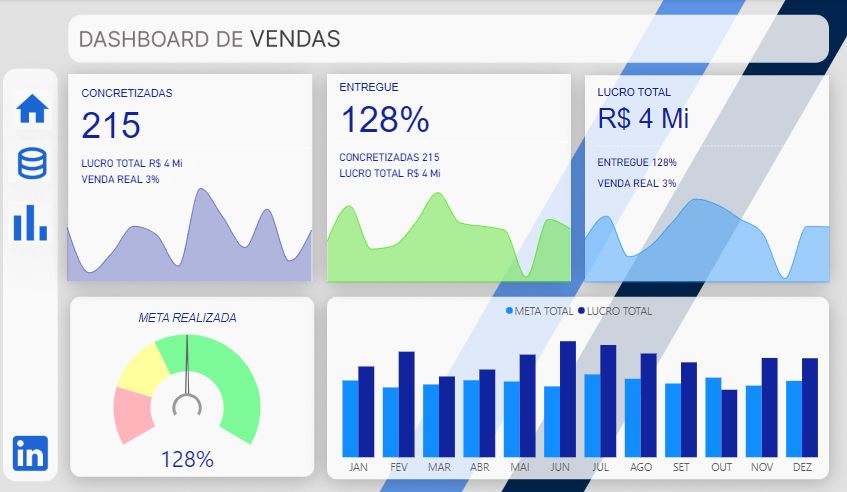 DASHBOARD DE VENDAS
CONCRETIZADAS
215
LUCRO TOTAL R$ 4 Mi
VENDA REAL 3%
ENTREGUE
128%
CONCRETIZADAS 215
LUCRO TOTAL R$ 4 Mi
LUCRO TOTAL
R$ 4 Mi
ENTREGUE 128%
VENDA REAL 3%
META REALIZADA
128%
META TOTAL LUCRO TOTAL
JAN FEV MAR ABR MAI JUN JUL AGO SET OUT NOV DEZ
in